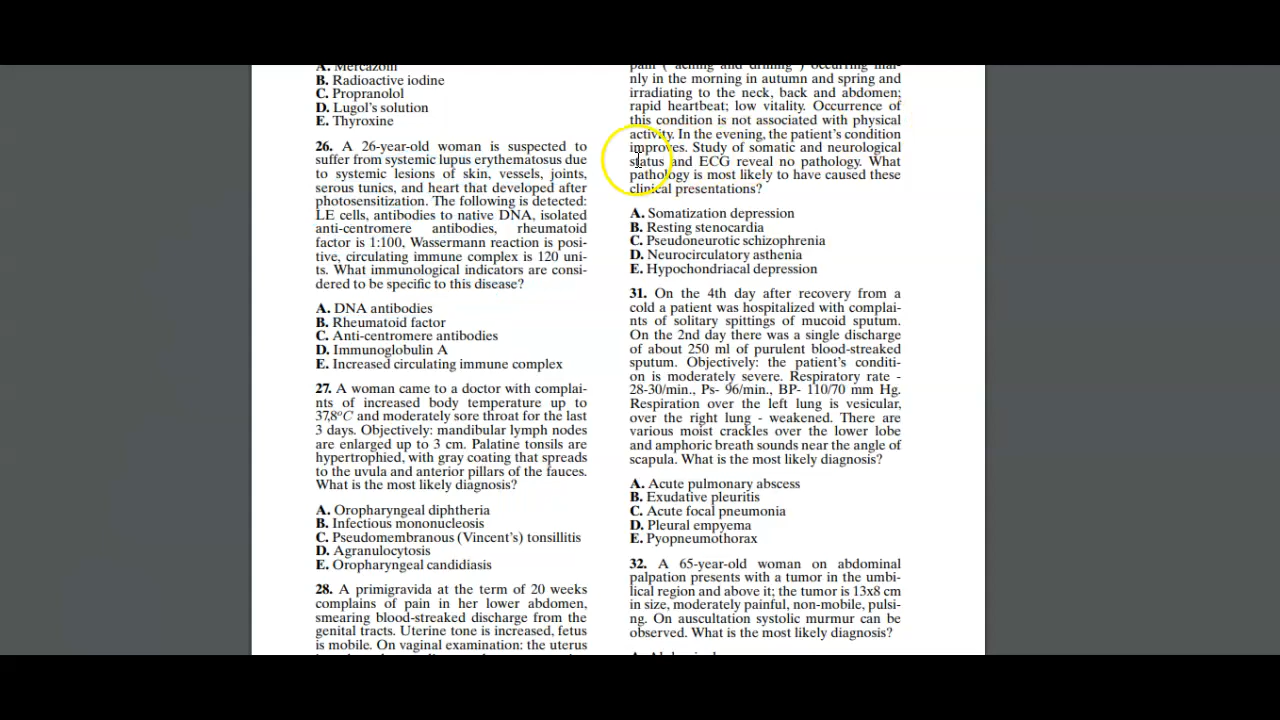 A. Mercazolil
B. Radioactive iodine
C. Propranolol
D. Lugol's solution
E. Thyroxine
26. A 26-year-old woman is suspected to
suffer from systemic lupus erythematosus due
to systemic lesions of skin, vessels, joints,
serous tunics, and heart that developed after
photosensitization. The following is detected:
LE cells, antibodies to native DNA, isolated
anti-centromere antibodies, rheumatoid
factor is 1:100, Wassermann reaction is posi-
tive, circulating immune complex is 120 uni-
ts. What immunological indicators are consi-
dered to be specific to this disease?
A. DNA antibodies
B. Rheumatoid factor
C. Anti-centromere antibodies
D. Immunoglobulin A
E. Increased circulating immune complex
27. A woman came to a doctor with complai-
nts of increased body temperature up to
37,8°C and moderately sore throat for the last
3 days. Objectively: mandibular lymph nodes
are enlarged up to 3 cm. Palatine tonsils are
hypertrophied, with gray coating that spreads
to the uvula and anterior pillars of the fauces.
What is the most likely diagnosis?
A. Oropharyngeal diphtheria
B. Infectious mononucleosis
C. Pseudomembranous (Vincent's) tonsillitis
D. Agranulocytosis
E. Oropharyngeal candidiasis
28. A primigravida at the term of 20 weeks
complains of pain in her lower abdomen,
smearing blood-streaked discharge from the
genital tracts. Uterine tone is increased, fetus
is mobile. On vaginal examination: the uterus
pain ("aching and drilling") occurring mai-
nly in the morning in autumn and spring and
irradiating to the neck, back and abdomen;
rapid heartbeat; low vitality. Occurrence of
this condition is not associated with physical
activity. In the evening, the patient's condition
improves. Study of somatic and neurological
status and ECG reveal no pathology. What
pathology is most likely to have caused these
clinical presentations?
A. Somatization depression
B. Resting stenocardia
C. Pseudoneurotic schizophrenia
D. Neurocirculatory asthenia
E. Hypochondriacal depression
31. On the 4th day after recovery from a
cold a patient was hospitalized with complai-
nts of solitary spittings of mucoid sputum.
On the 2nd day there was a single discharge
of about 250 ml of purulent blood-streaked
sputum. Objectively: the patient's conditi-
on is moderately severe. Respiratory rate -
28-30/min., Ps- 96/min., BP- 110/70 mm Hg.
Respiration over the left lung is vesicular,
over the right lung - weakened. There are
various moist crackles over the lower lobe
and amphoric breath sounds near the angle of
scapula. What is the most likely diagnosis?
A. Acute pulmonary abscess
B. Exudative pleuritis
C. Acute focal pneumonia
D. Pleural empyema
E. Pyopneumothorax
32. A 65-year-old woman on abdominal
palpation presents with a tumor in the umbi-
lical region and above it; the tumor is 13x8 cm
in size, moderately painful, non-mobile, pulsi-
ng. On auscultation systolic murmur can be
observed. What is the most likely diagnosis?